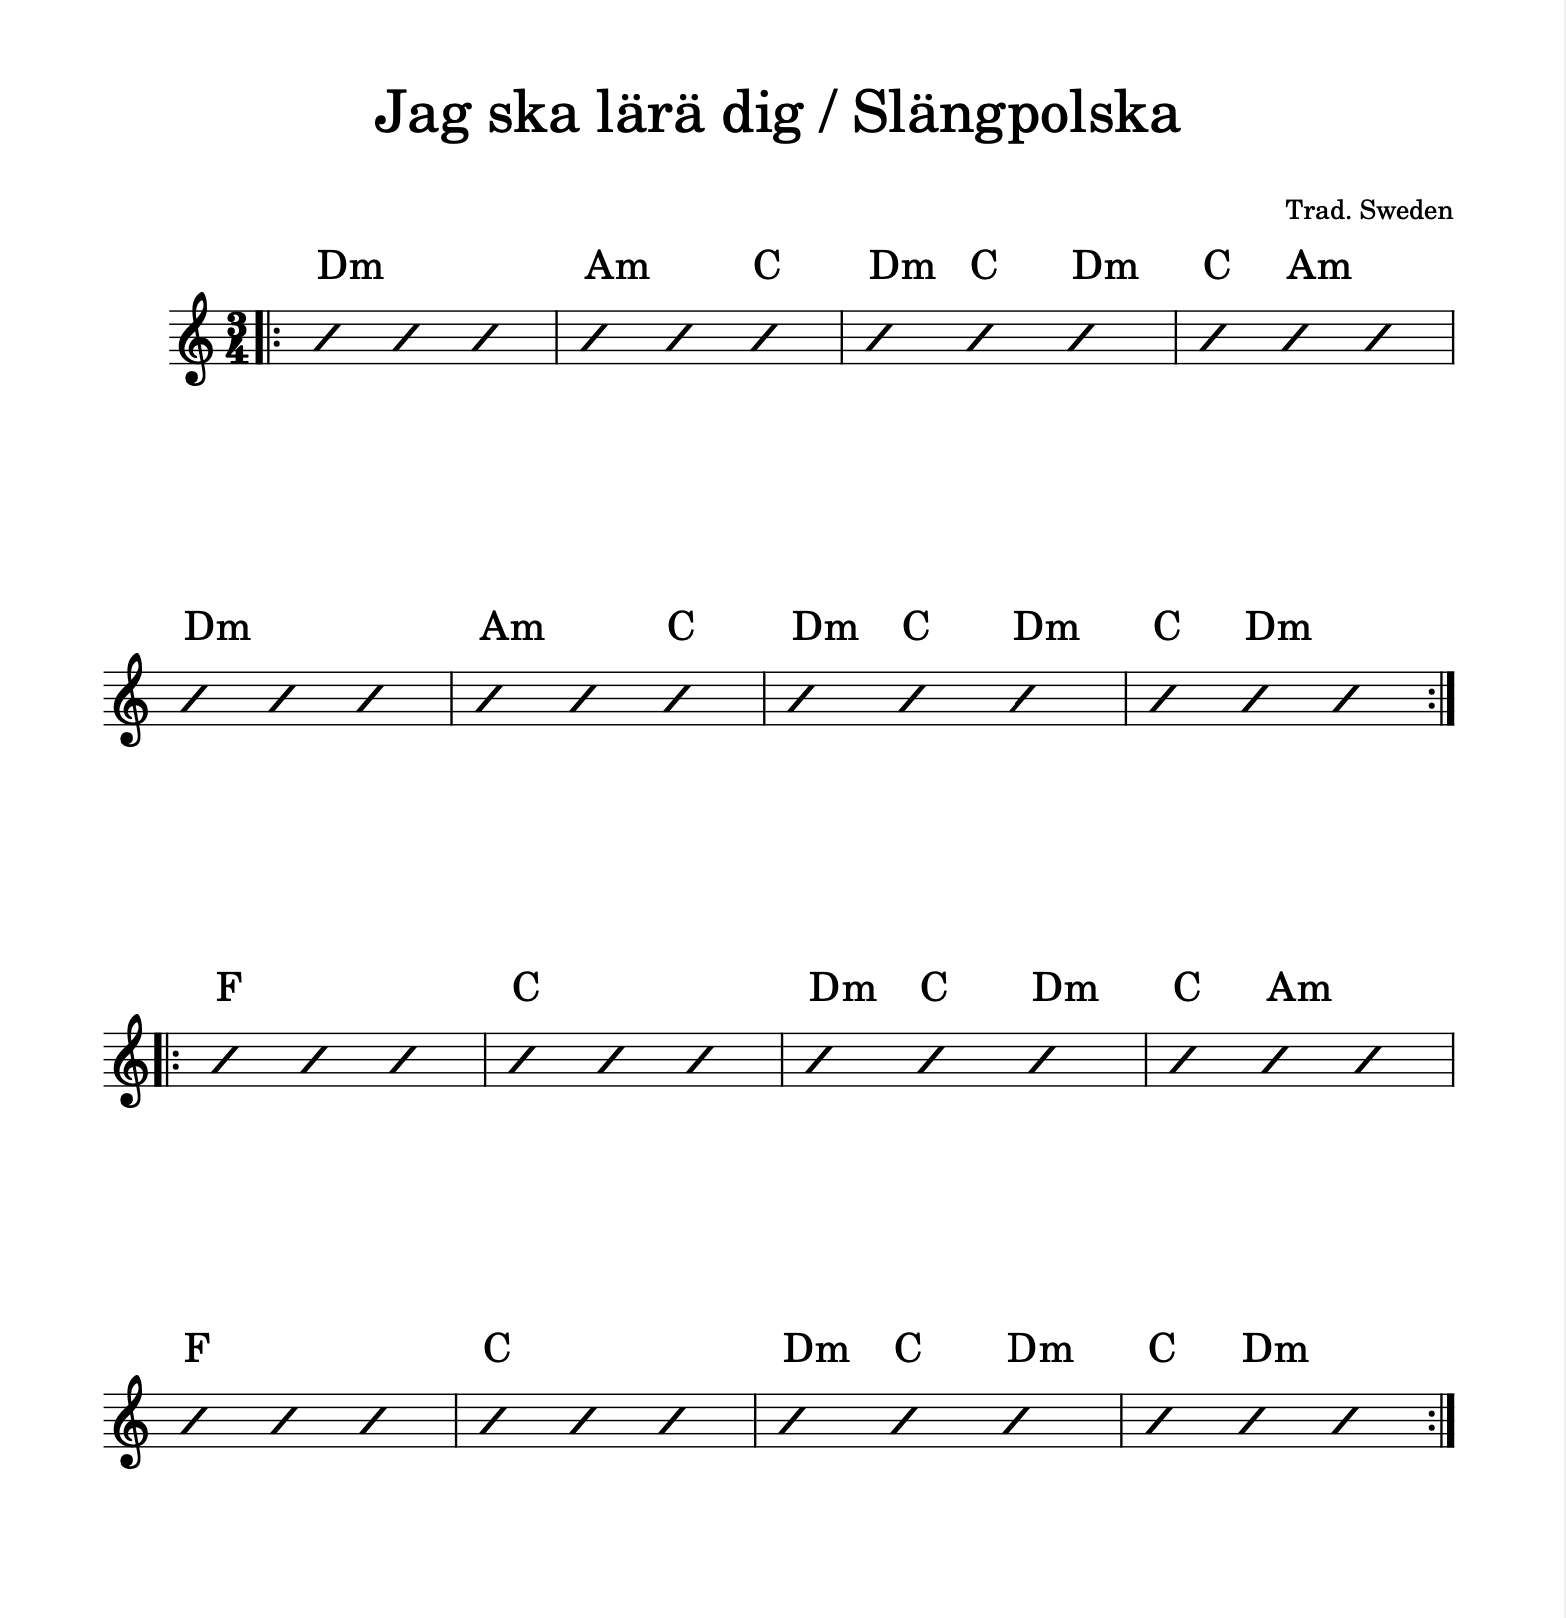 Jag ska lärä dig / Slängpolska
Trad. Sweden
Dm Am C Dm C Dm C Am
3
4
Dm Am C Dm C Dm C Dm
F C Dm C Dm C Am
F C Dm C Dm C Dm